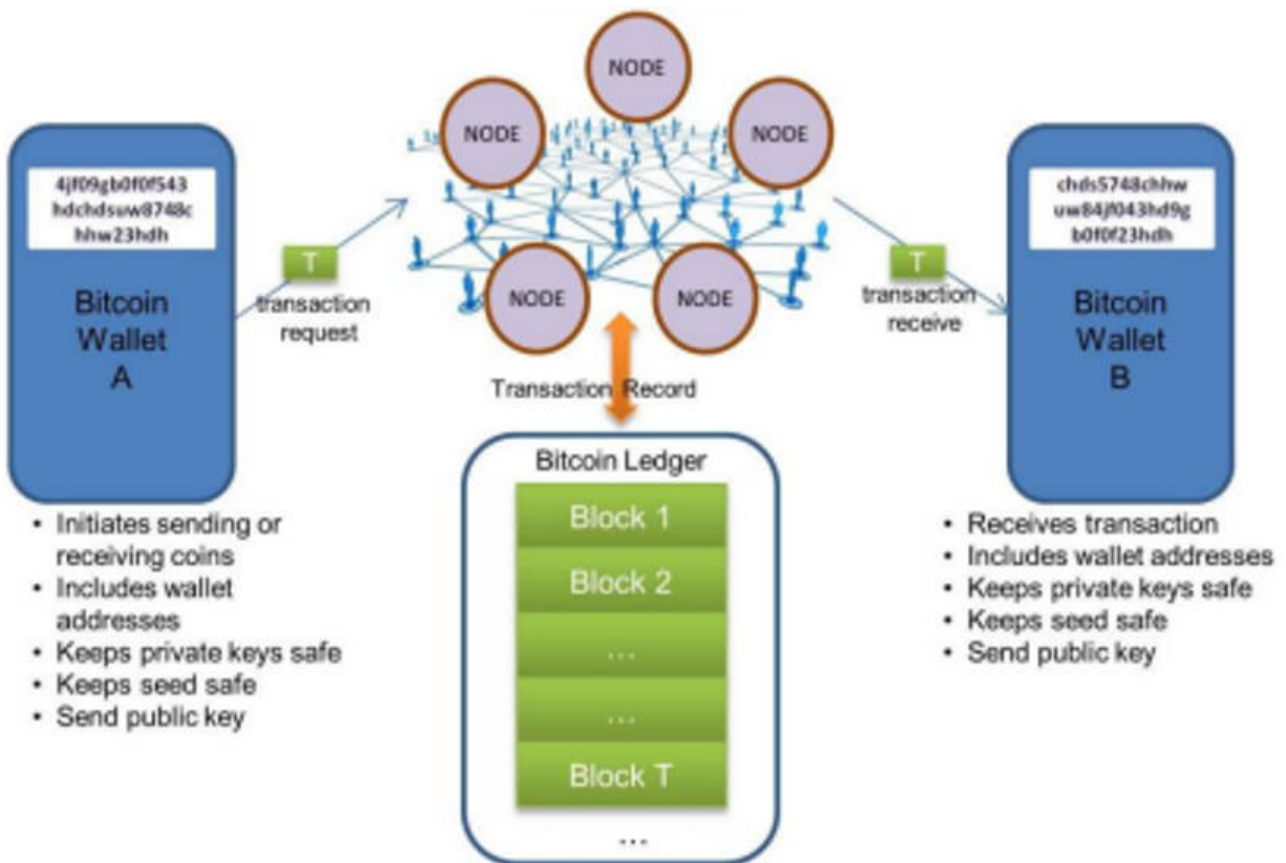 NODE
NODE
NODE
4jf09gb0f0f543
hdchdsuw8748c
hhw23hdh
Bitcoin
Wallet
A
T
transaction
request
NODE
NODE
T
transaction
receive
chds5748chhw
uw84jf043hd9g
b0f0f23hdh
Bitcoin
Wallet
B
Transaction Record
Bitcoin Ledger
Block 1
Block 2
...
...
Block T
...
• Initiates sending or
receiving coins
• Includes wallet
addresses
• Keeps private keys safe
• Keeps seed safe
• Send public key
• Receives transaction
• Includes wallet addresses
• Keeps private keys safe
• Keeps seed safe
• Send public key